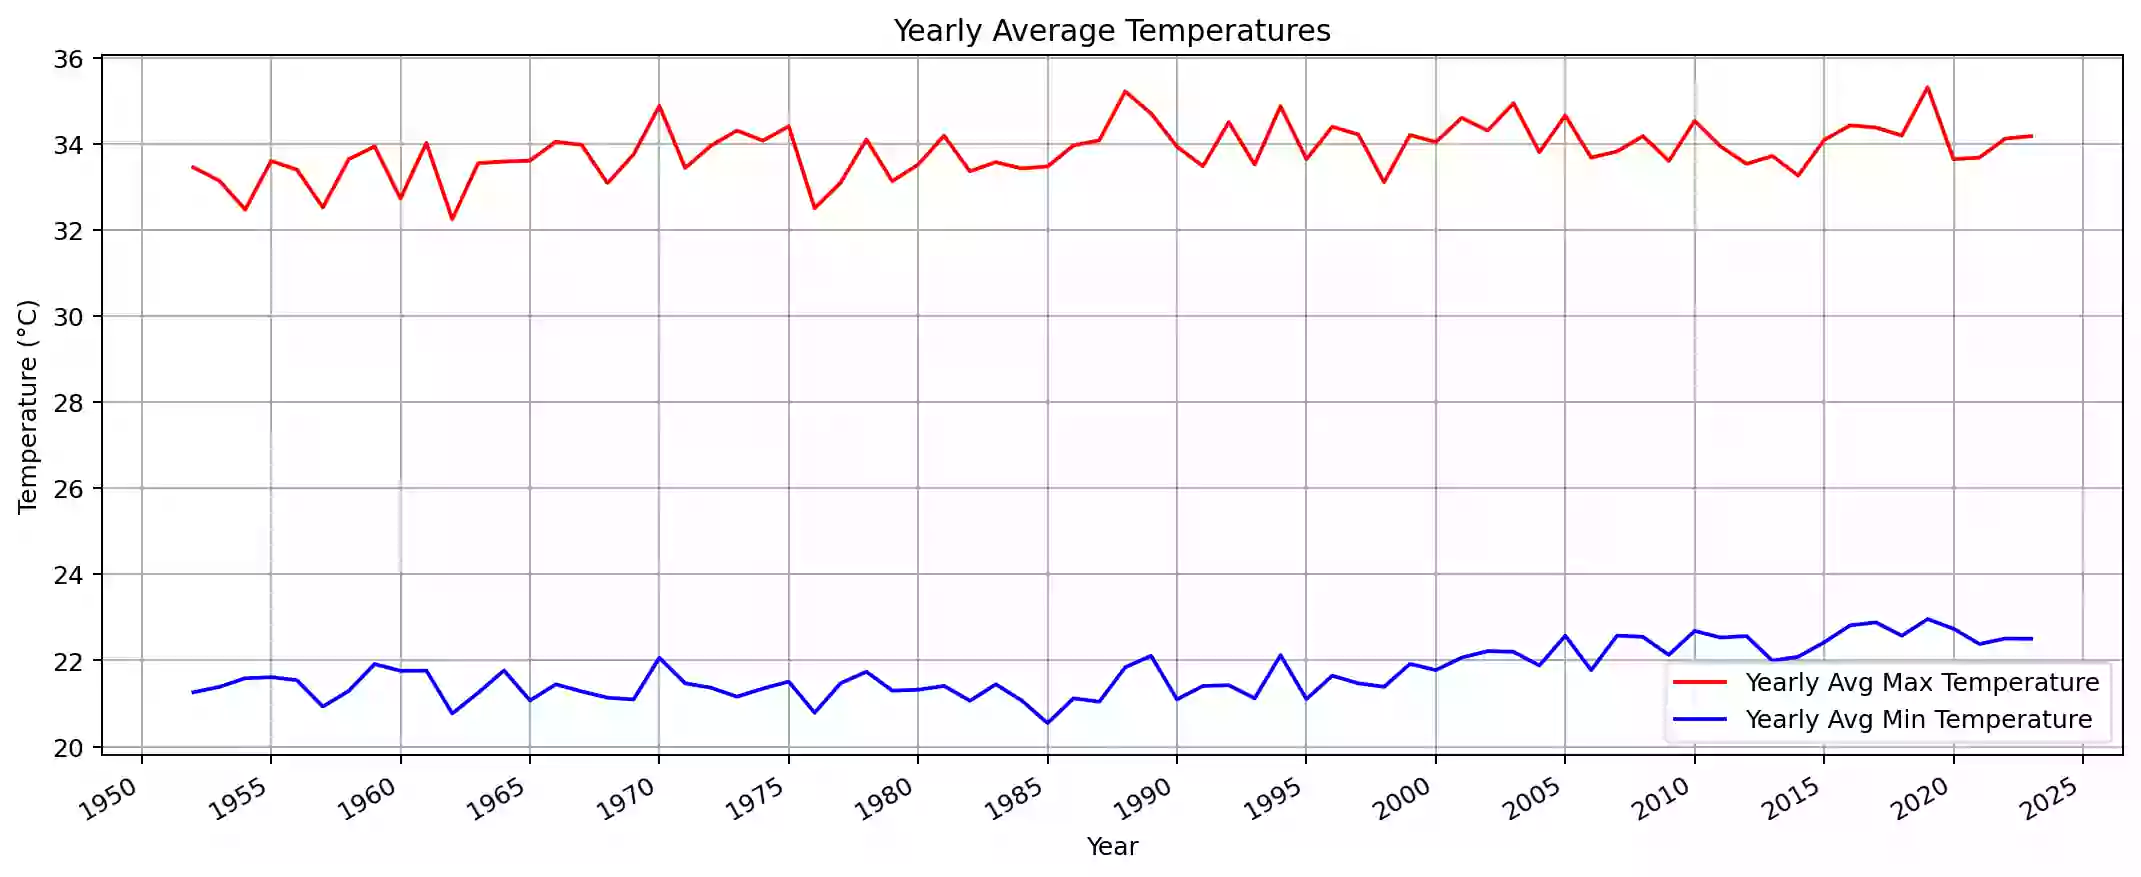 Yearly Average Temperatures
36
34
32
30
28
26
24
22
20
Temperature (°C)
Yearly Avg Max Temperature
Yearly Avg Min Temperature
1950 1955 1960 1965 1970 1975 1980 1985 1990 1995 2000 2005 2010 2015 2020 2025
Year